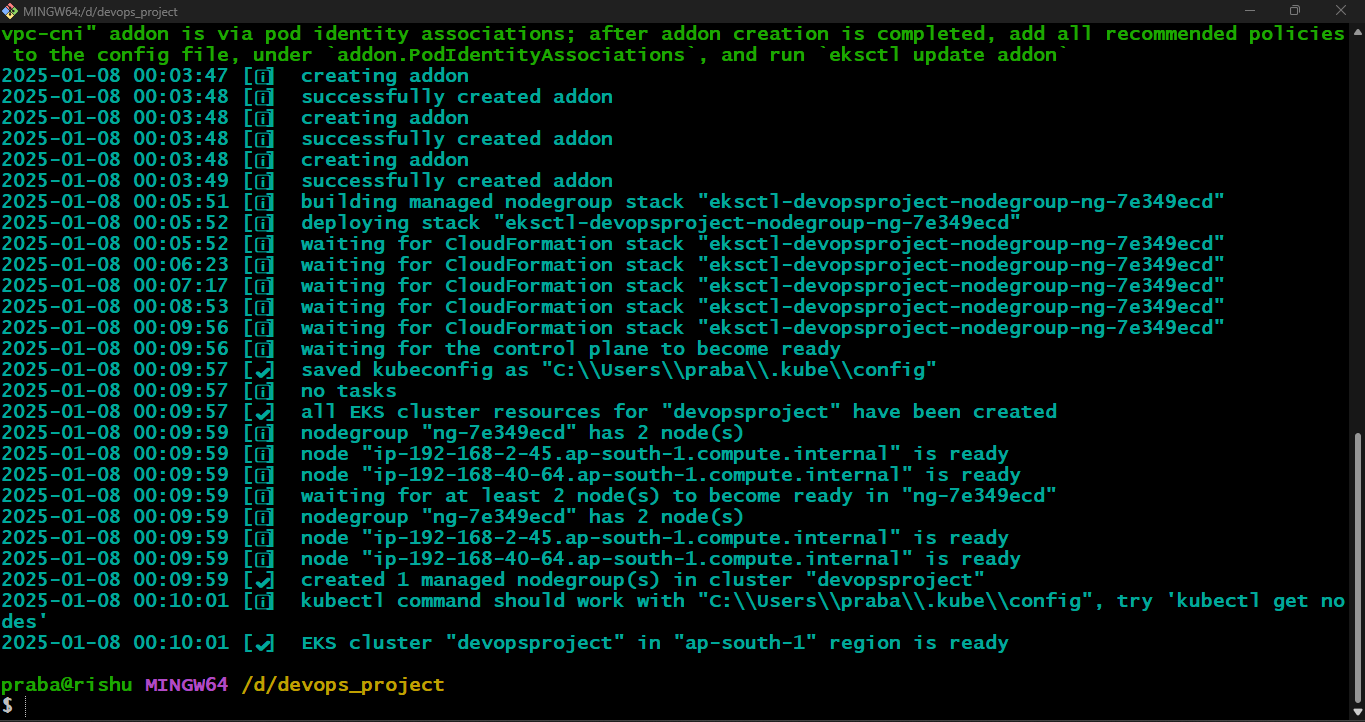 MINGW64:/d/devops_project
vpc-cni" addon is via pod identity associations; after addon creation is completed, add all recommended policies
to the config file, under `addon.PodIdentityAssociations`, and run `eksctl update addon`
2025-01-08 00:03:47 [i]  creating addon
2025-01-08 00:03:48 [i]  successfully created addon
2025-01-08 00:03:48 [i]  creating addon
2025-01-08 00:03:48 [i]  successfully created addon
2025-01-08 00:03:48 [i]  creating addon
2025-01-08 00:03:49 [i]  successfully created addon
2025-01-08 00:05:51 [i]  building managed nodegroup stack "eksctl-devopsproject-nodegroup-ng-7e349ecd"
2025-01-08 00:05:52 [i]  deploying stack "eksctl-devopsproject-nodegroup-ng-7e349ecd"
2025-01-08 00:05:52 [i]  waiting for CloudFormation stack "eksctl-devopsproject-nodegroup-ng-7e349ecd"
2025-01-08 00:06:23 [i]  waiting for CloudFormation stack "eksctl-devopsproject-nodegroup-ng-7e349ecd"
2025-01-08 00:07:17 [i]  waiting for CloudFormation stack "eksctl-devopsproject-nodegroup-ng-7e349ecd"
2025-01-08 00:08:53 [i]  waiting for CloudFormation stack "eksctl-devopsproject-nodegroup-ng-7e349ecd"
2025-01-08 00:09:56 [i]  waiting for CloudFormation stack "eksctl-devopsproject-nodegroup-ng-7e349ecd"
2025-01-08 00:09:56 [i]  waiting for the control plane to become ready
2025-01-08 00:09:57 [✔]  saved kubeconfig as "C:\\Users\\praba\\.kube\\config"
2025-01-08 00:09:57 [i]  no tasks
2025-01-08 00:09:57 [✔]  all EKS cluster resources for "devopsproject" have been created
2025-01-08 00:09:59 [i]  nodegroup "ng-7e349ecd" has 2 node(s)
2025-01-08 00:09:59 [i]  node "ip-192-168-2-45.ap-south-1.compute.internal" is ready
2025-01-08 00:09:59 [i]  node "ip-192-168-40-64.ap-south-1.compute.internal" is ready
2025-01-08 00:09:59 [i]  waiting for at least 2 node(s) to become ready in "ng-7e349ecd"
2025-01-08 00:09:59 [i]  nodegroup "ng-7e349ecd" has 2 node(s)
2025-01-08 00:09:59 [i]  node "ip-192-168-2-45.ap-south-1.compute.internal" is ready
2025-01-08 00:09:59 [i]  node "ip-192-168-40-64.ap-south-1.compute.internal" is ready
2025-01-08 00:09:59 [✔]  created 1 managed nodegroup(s) in cluster "devopsproject"
2025-01-08 00:10:01 [i]  kubectl command should work with "C:\\Users\\praba\\.kube\\config", try 'kubectl get no
des'
2025-01-08 00:10:01 [✔]  EKS cluster "devopsproject" in "ap-south-1" region is ready
praba@rishu MINGW64 /d/devops_project
$